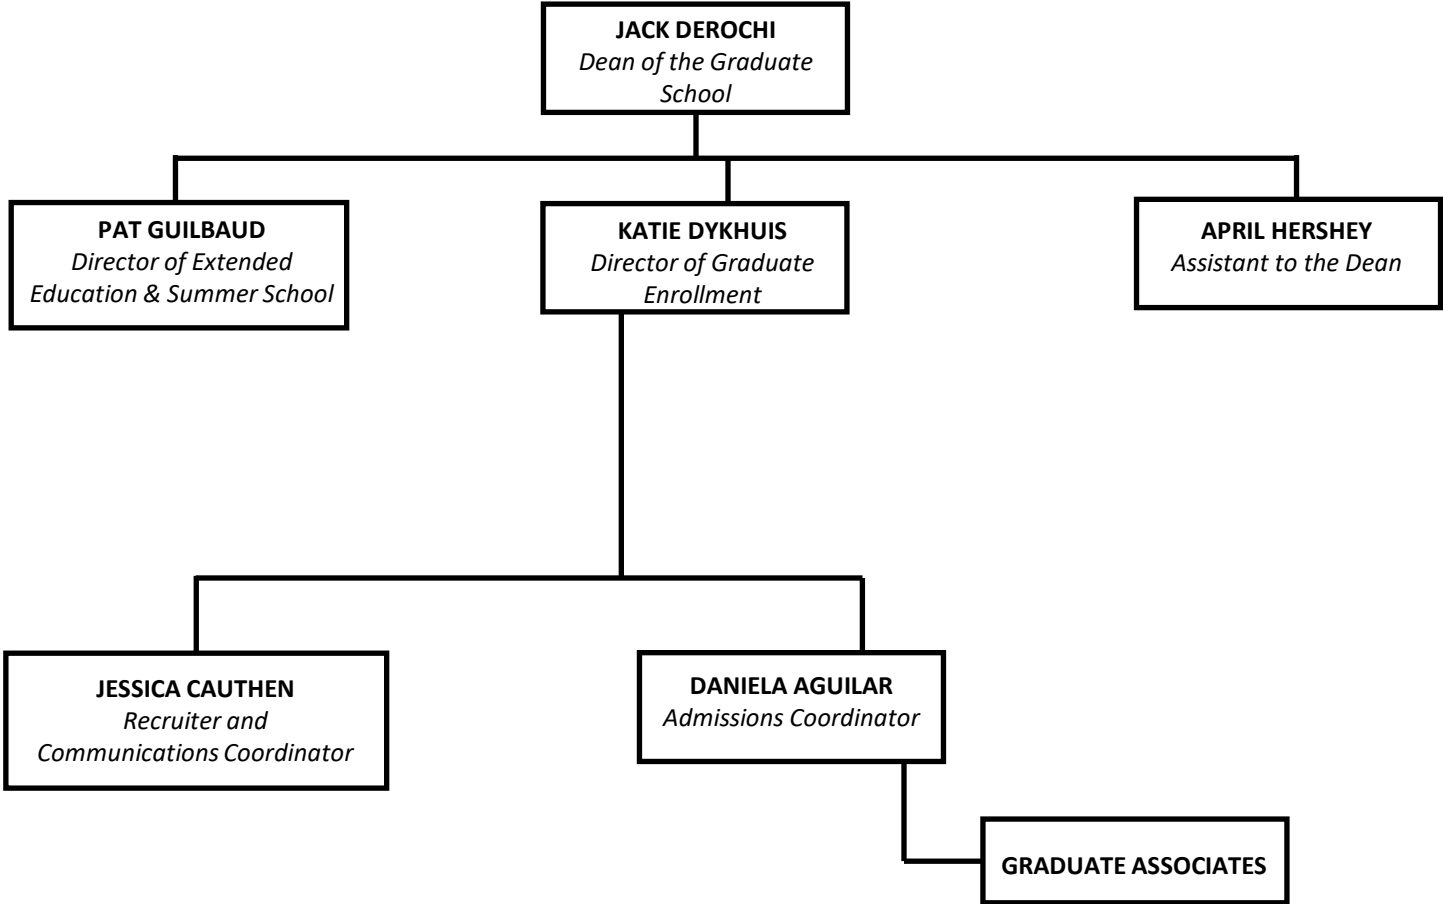 JACK DEROCHI
Dean of the Graduate
School
PAT GUILBAUD
Director of Extended
Education & Summer School
KATIE DYKHUIS
Director of Graduate
Enrollment
APRIL HERSHEY
Assistant to the Dean
JESSICA CAUTHEN
Recruiter and
Communications Coordinator
DANIELA AGUILAR
Admissions Coordinator
GRADUATE ASSOCIATES